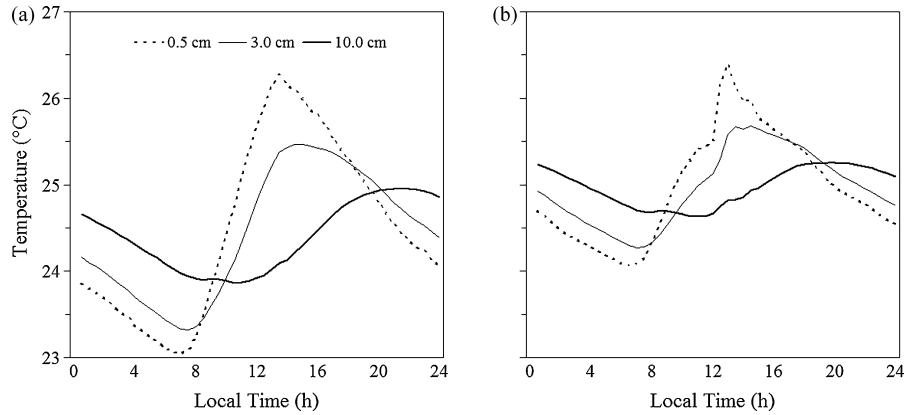 (a)
(b)
0.5 cm 3.0 cm 10.0 cm
Temperature (°C)
27
26
25
24
23
0 4 8 12 16 20 24
0 4 8 12 16 20 24
Local Time (h)
Local Time (h)